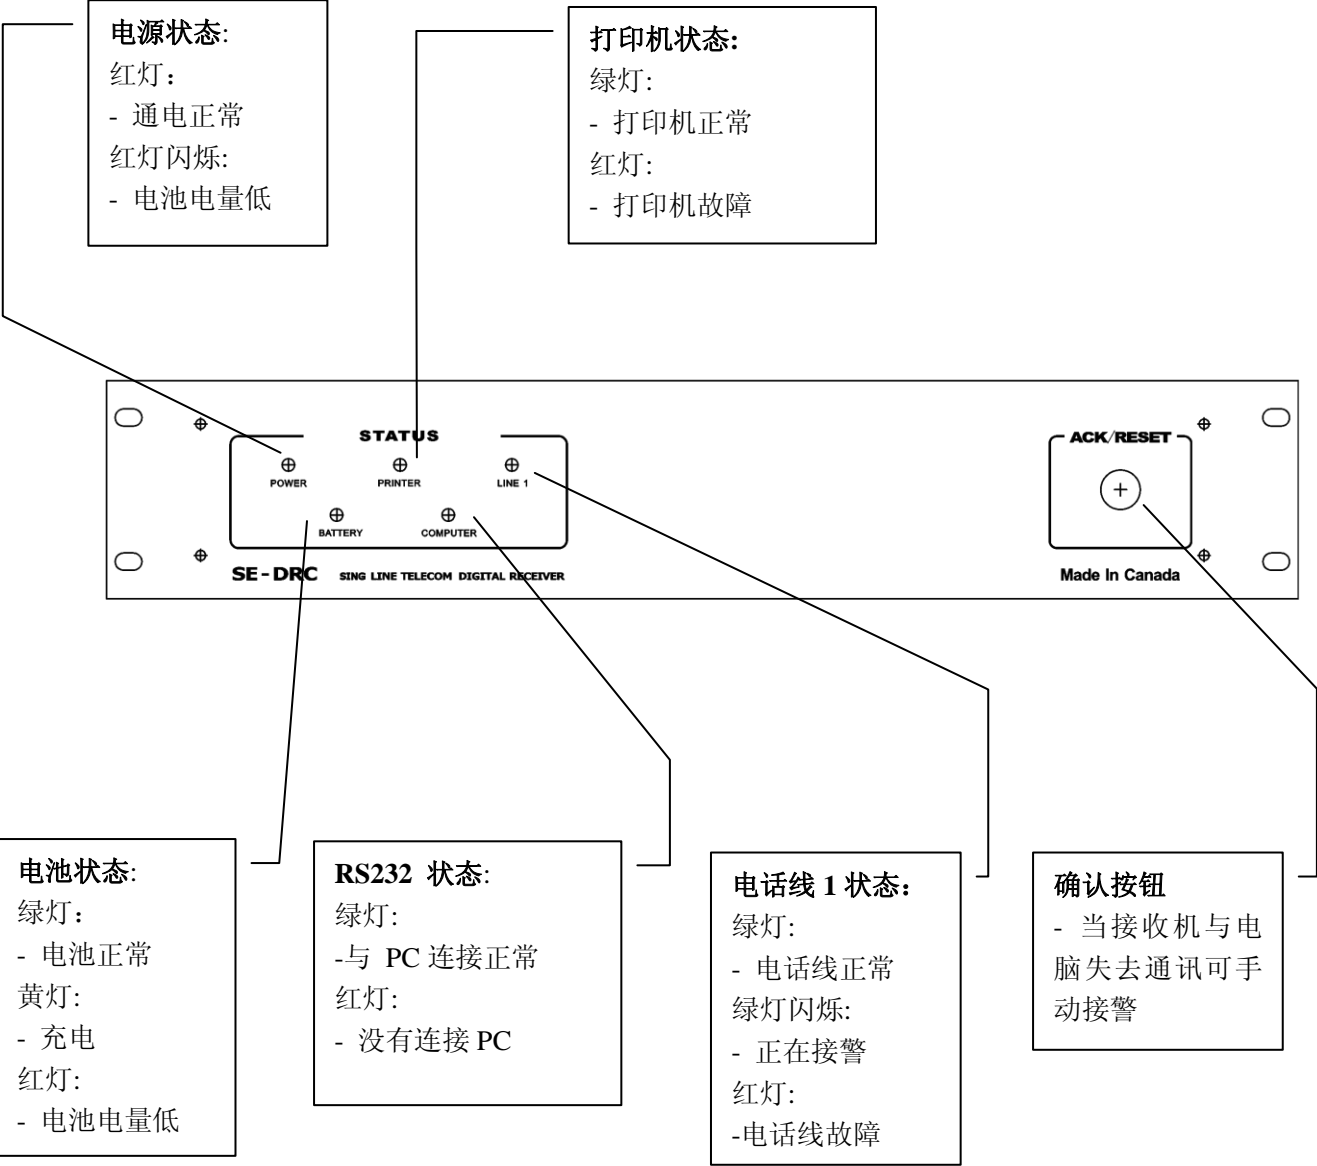 电源状态:
红灯：
- 通电正常
红灯闪烁:
- 电池电量低
打印机状态:
绿灯:
- 打印机正常
红灯:
- 打印机故障
STATUS
POWER
PRINTER
LINE 1
BATTERY
COMPUTER
SE-DRC SING LINE TELECOM DIGITAL RECEIVER
ACK/RESET
Made In Canada
电池状态:
绿灯：
- 电池正常
黄灯:
- 充电
红灯:
- 电池电量低
RS232 状态:
绿灯:
-与 PC 连接正常
红灯:
- 没有连接 PC
电话线 1 状态：
绿灯:
- 电话线正常
绿灯闪烁:
- 正在接警
红灯:
-电话线故障
确认按钮
- 当接收机与电
脑失去通讯可手
动接警